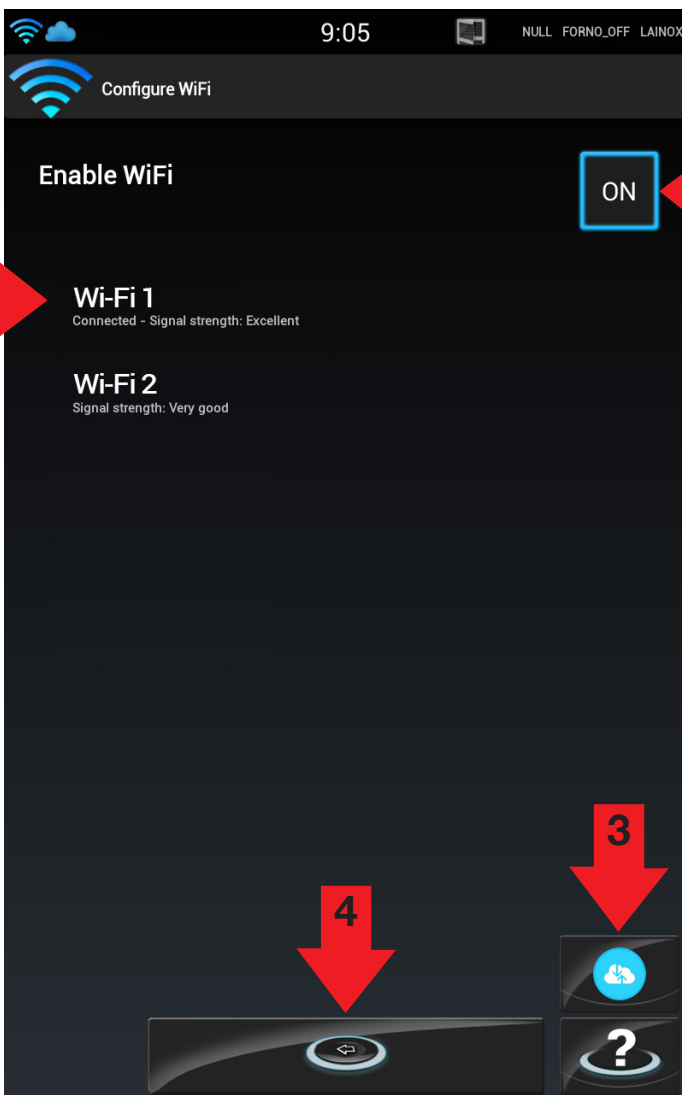 9:05 NULL FORNO_OFF LAINOX
Configure WiFi
Enable WiFi
ON
Wi-Fi 1
Connected - Signal strength: Excellent
Wi-Fi 2
Signal strength: Very good
3
4
?